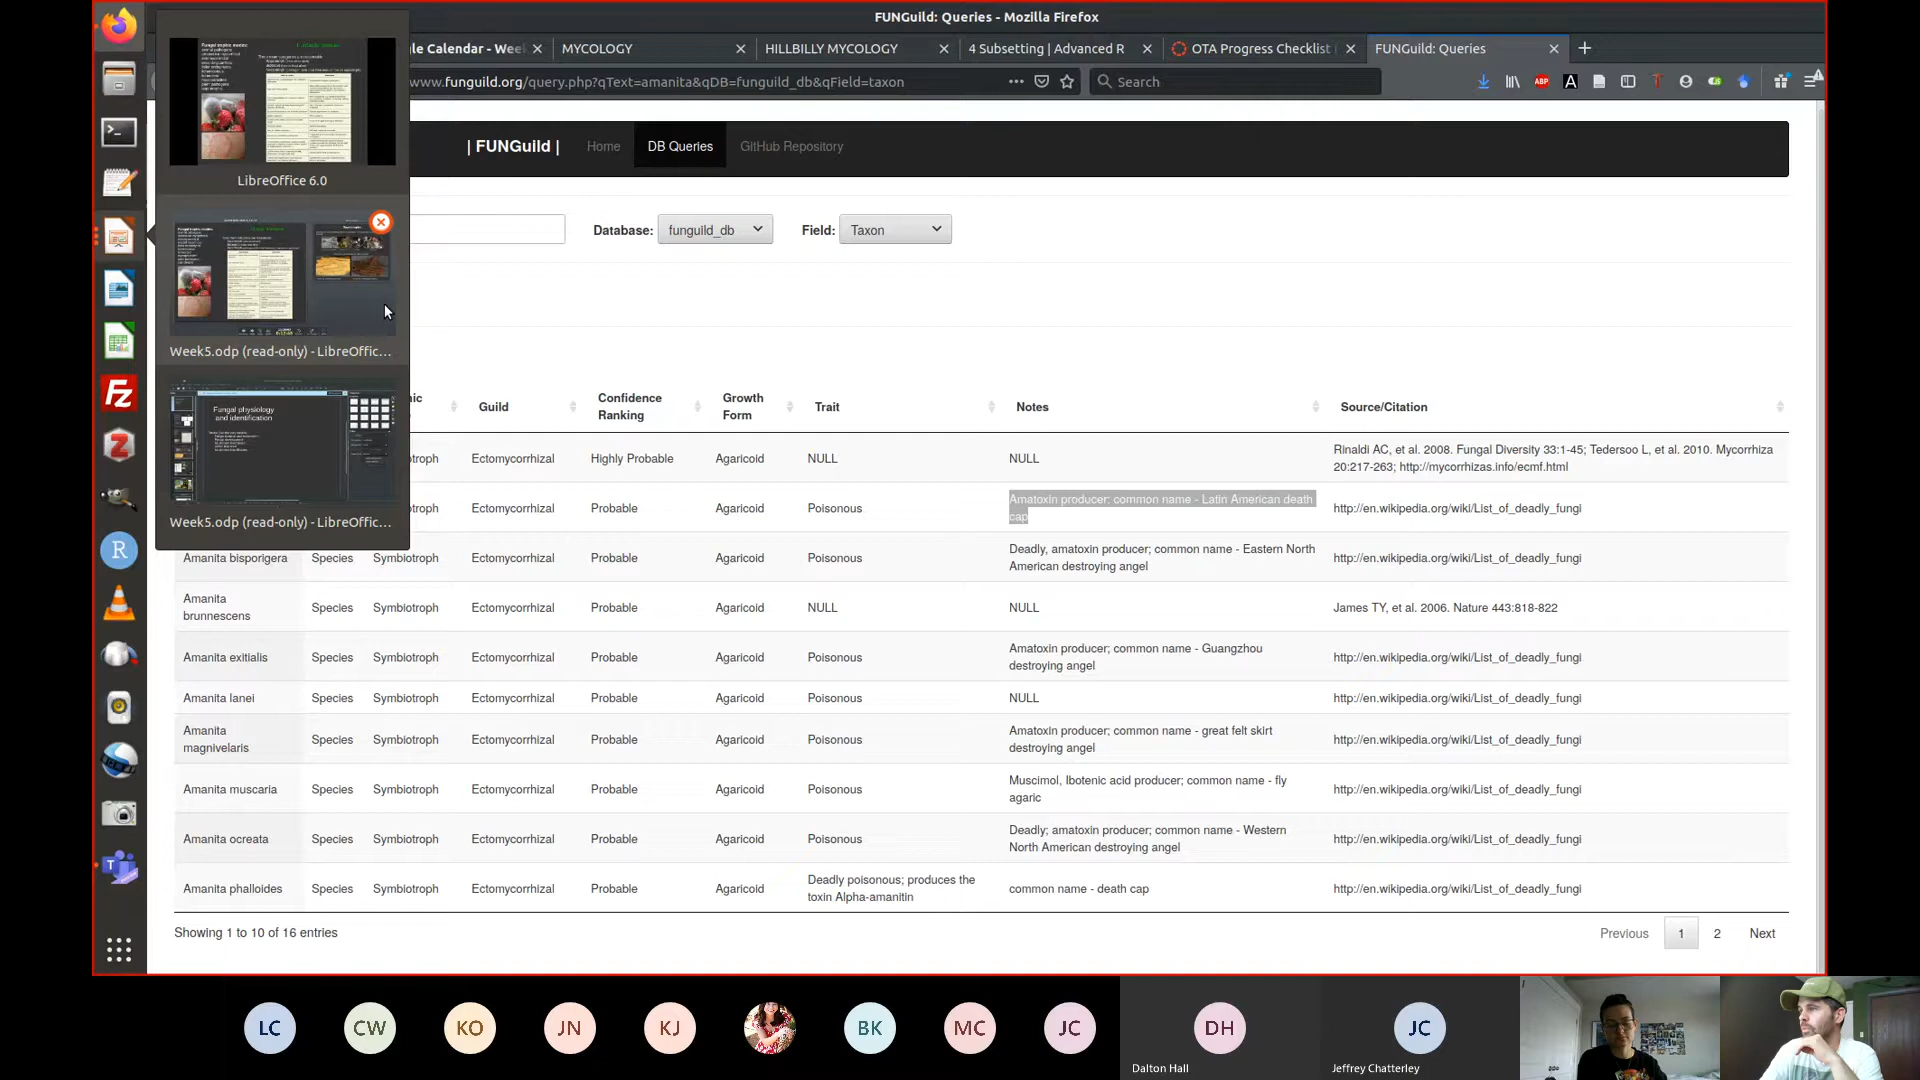 FUNGuild: Queries - Mozilla Firefox
le Calendar - Wee
MYCOLOGY
HILLBILLY MYCOLOGY
4 Subsetting | Advanced R
OTA Progress Checklist
FUNGuild: Queries
www.funguild.org/query.php?qText=amanita&qDB=funguild_db&qField=taxon
Search
ABP
| FUNGuild |
Home
DB Queries
GitHub Repository
LibreOffice 6.0
Week5.odp (read-only) - LibreOffic...
Fungal physiology
and identification
Week5.odp (read-only) - LibreOffic...
Database:
funguild_db
Field:
Taxon
ic
Guild
Confidence
Ranking
Growth
Form
Trait
Notes
Source/Citation
troph
Ectomycorrhizal
Highly Probable
Agaricoid
NULL
NULL
Rinaldi AC, et al. 2008. Fungal Diversity 33:1-45; Tedersoo L, et al. 2010. Mycorrhiza
20:217-263; http://mycorrhizas.info/ecmf.html
troph
Ectomycorrhizal
Probable
Agaricoid
Poisonous
Amatoxin producer; common name - Latin American death
cap
http://en.wikipedia.org/wiki/List_of_deadly_fungi
Amanita bisporigera
Species
Symbiotroph
Ectomycorrhizal
Probable
Agaricoid
Poisonous
Deadly, amatoxin producer; common name - Eastern North
American destroying angel
http://en.wikipedia.org/wiki/List_of_deadly_fungi
Amanita
brunnescens
Species
Symbiotroph
Ectomycorrhizal
Probable
Agaricoid
NULL
NULL
James TY, et al. 2006. Nature 443:818-822
Amanita exitialis
Species
Symbiotroph
Ectomycorrhizal
Probable
Agaricoid
Poisonous
Amatoxin producer; common name - Guangzhou
destroying angel
http://en.wikipedia.org/wiki/List_of_deadly_fungi
Amanita lanei
Species
Symbiotroph
Ectomycorrhizal
Probable
Agaricoid
Poisonous
NULL
http://en.wikipedia.org/wiki/List_of_deadly_fungi
Amanita
magnivelaris
Species
Symbiotroph
Ectomycorrhizal
Probable
Agaricoid
Poisonous
Amatoxin producer; common name - great felt skirt
destroying angel
http://en.wikipedia.org/wiki/List_of_deadly_fungi
Amanita muscaria
Species
Symbiotroph
Ectomycorrhizal
Probable
Agaricoid
Poisonous
Muscimol, Ibotenic acid producer; common name - fly
agaric
http://en.wikipedia.org/wiki/List_of_deadly_fungi
Amanita ocreata
Species
Symbiotroph
Ectomycorrhizal
Probable
Agaricoid
Poisonous
Deadly; amatoxin producer; common name - Western
North American destroying angel
http://en.wikipedia.org/wiki/List_of_deadly_fungi
Amanita phalloides
Species
Symbiotroph
Ectomycorrhizal
Probable
Agaricoid
Deadly poisonous; produces the
toxin Alpha-amanitin
common name - death cap
http://en.wikipedia.org/wiki/List_of_deadly_fungi
Showing 1 to 10 of 16 entries
Previous
1
2
Next
LC
CW
KO
JN
KJ
BK
MC
JC
DH
Dalton Hall
JC
Jeffrey Chatterley